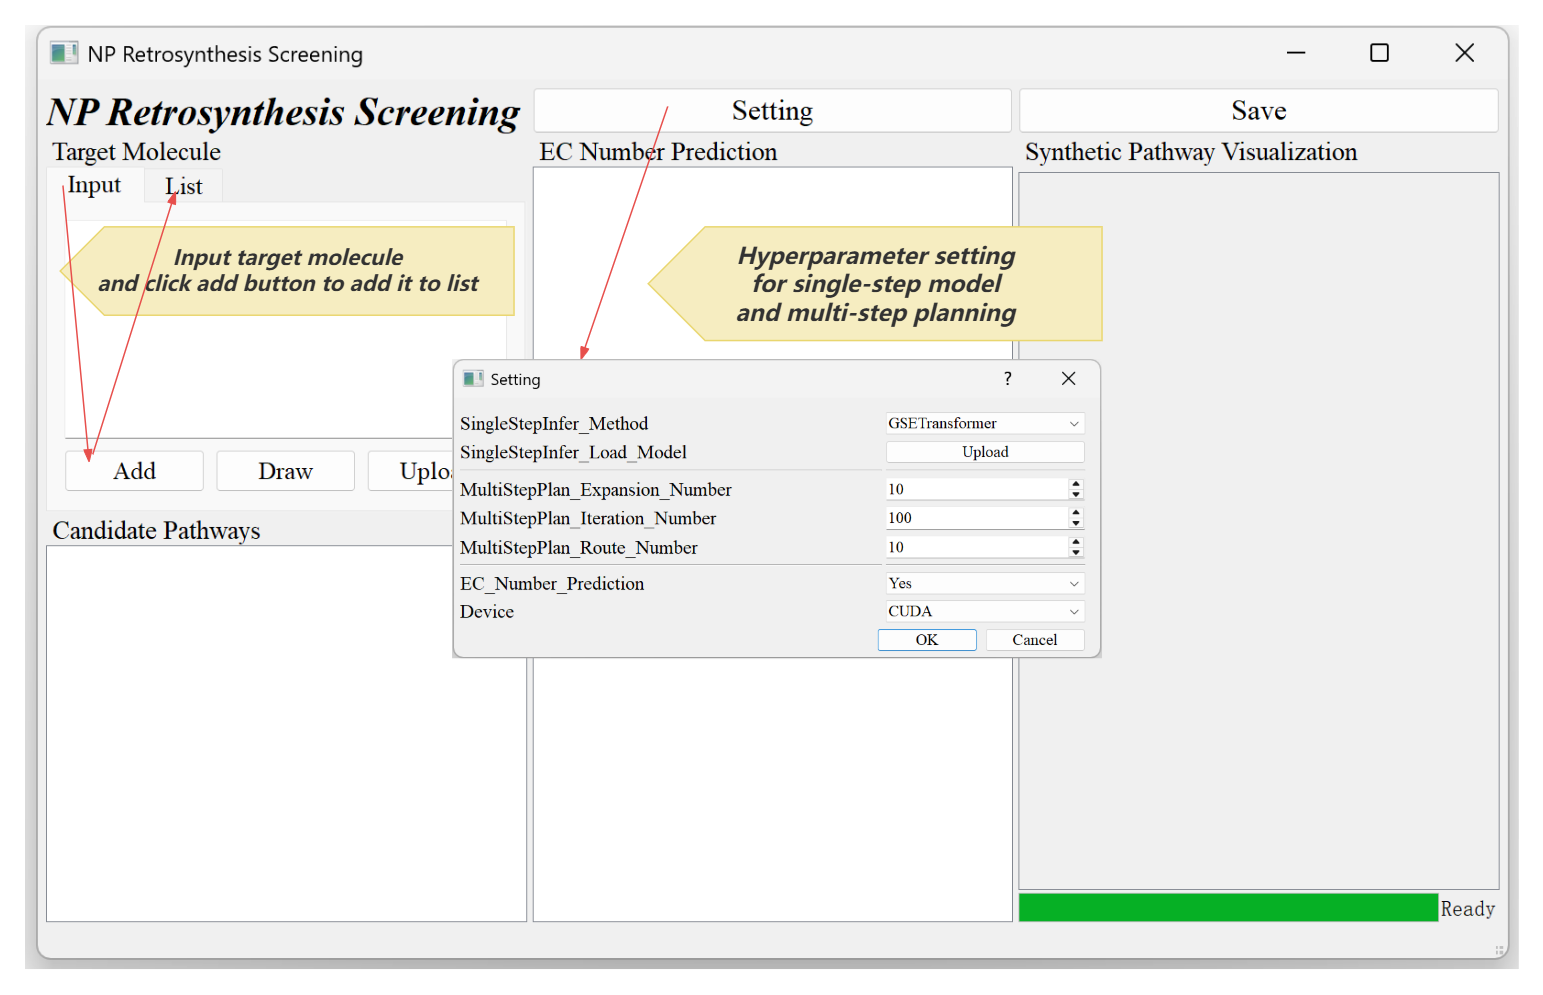 NP Retrosynthesis Screening
NP Retrosynthesis Screening
Setting
Save
Target Molecule
EC Number Prediction
Synthetic Pathway Visualization
Input
List
Input target molecule
and click add button to add it to list
Hyperparameter setting
for single-step model
and multi-step planning
Add
Draw
Uplo
Candidate Pathways
Setting
?
SingleStepInfer_Method
GSETransformer
SingleStepInfer_Load_Model
Upload
MultiStepPlan_Expansion_Number
10
MultiStepPlan_Iteration_Number
100
MultiStepPlan_Route_Number
10
EC_Number_Prediction
Yes
Device
CUDA
OK
Cancel
Ready